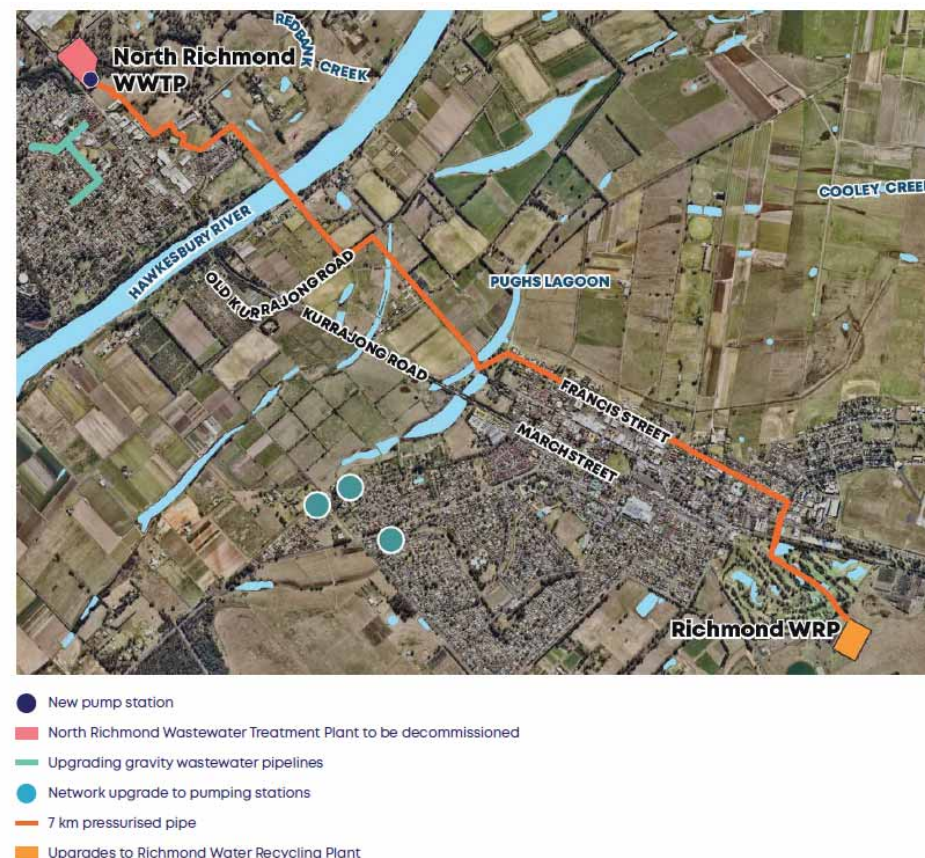 North Richmond
WWTP
REDBANK
CREEK
HAWKESBURY RIVER
COOLEY CREEK
OLD KURRAJONG ROAD
KURRAJONG ROAD
PUGHS LAGOON
FRANCIS STREET
MARCH STREET
Richmond WRP
New pump station
North Richmond Wastewater Treatment Plant to be decommissioned
Upgrading gravity wastewater pipelines
Network upgrade to pumping stations
7 km pressurised pipe
Upgrades to Richmond Water Recycling Plant